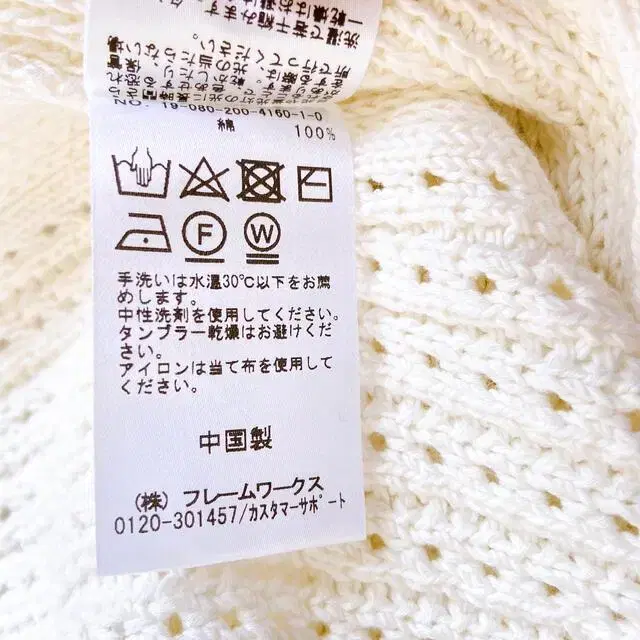 NO. 19-080-200-4160-1-0
綿 100%
F W
手洗いは水温30℃以下をお薦
めします。
中性洗剤を使用してください。
タンブラー乾燥はお避けくだ
さい。
アイロンは当て布を使用して
ください。
中国製
(株) フレームワークス
0120-301457/カスタマーサポート